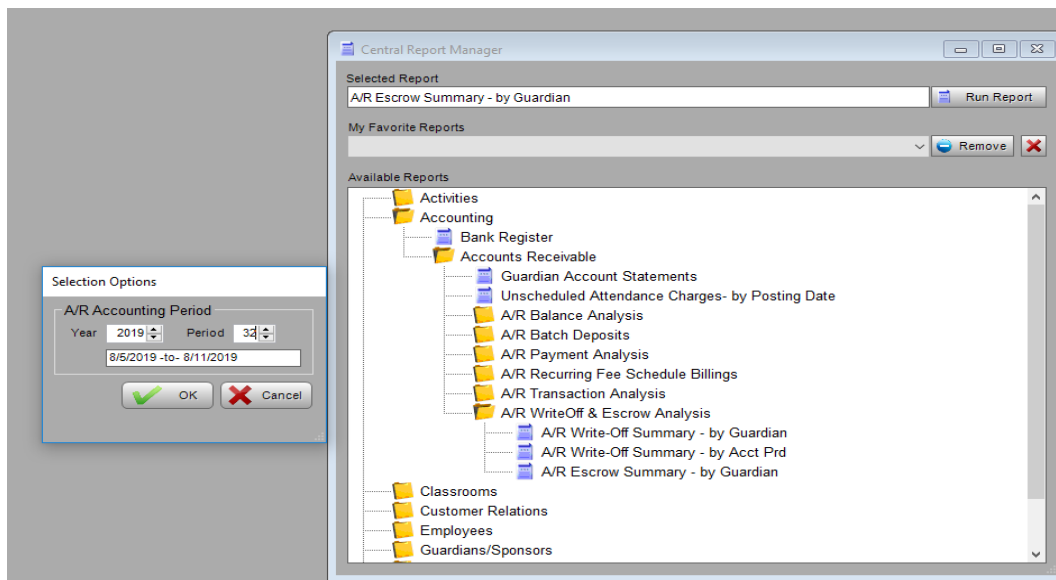 Central Report Manager
Selected Report
A/R Escrow Summary - by Guardian
Run Report
My Favorite Reports
Remove
Available Reports
Activities
Accounting
Bank Register
Accounts Receivable
Guardian Account Statements
Unscheduled Attendance Charges- by Posting Date
A/R Balance Analysis
A/R Batch Deposits
A/R Payment Analysis
A/R Recurring Fee Schedule Billings
A/R Transaction Analysis
A/R WriteOff & Escrow Analysis
A/R Write-Off Summary - by Guardian
A/R Write-Off Summary - by Acct Prd
A/R Escrow Summary - by Guardian
Classrooms
Customer Relations
Employees
Guardians/Sponsors
Selection Options
A/R Accounting Period
Year 2019 Period 32
8/5/2019 -to- 8/11/2019
OK Cancel